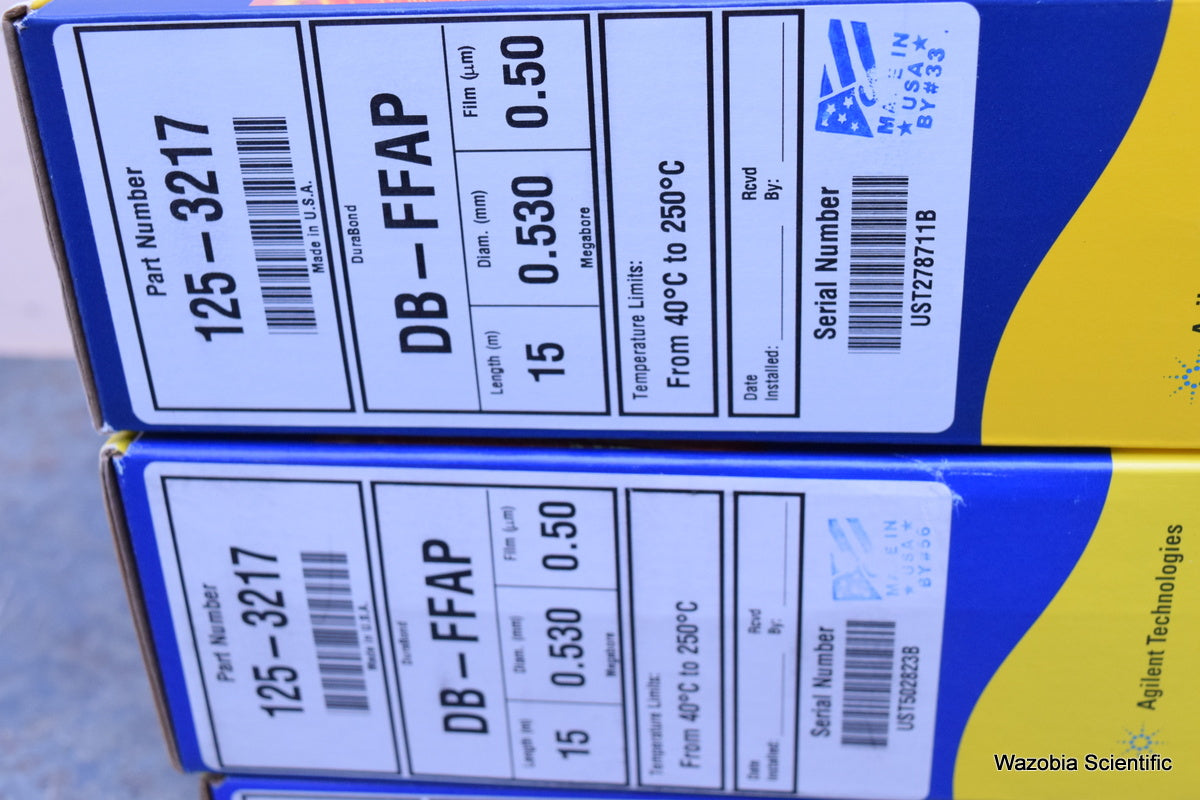 Part Number
125-3217
Made in U.S.A.
DuraBond
DB-FFAP
Length (m)
15
Diam. (mm)
0.530
Megabore
Film (µm)
0.50
Temperature Limits:
From 40°C to 250°C
Date
Installed:
Rcvd
By:
Serial Number
UST278711B
MADE IN
★ USA ★
BY#33
Part Number
125-3217
Made in U.S.A.
DuraBond
DB-FFAP
Length (m)
15
Diam. (mm)
0.530
Megabore
Film (µm)
0.50
Temperature Limits:
From 40°C to 250°C
Date
Installed:
Rcvd
By:
Serial Number
UST502823B
MADE IN
★ USA ★
BY#56
Agilent Technologies
Wazobia Scientific